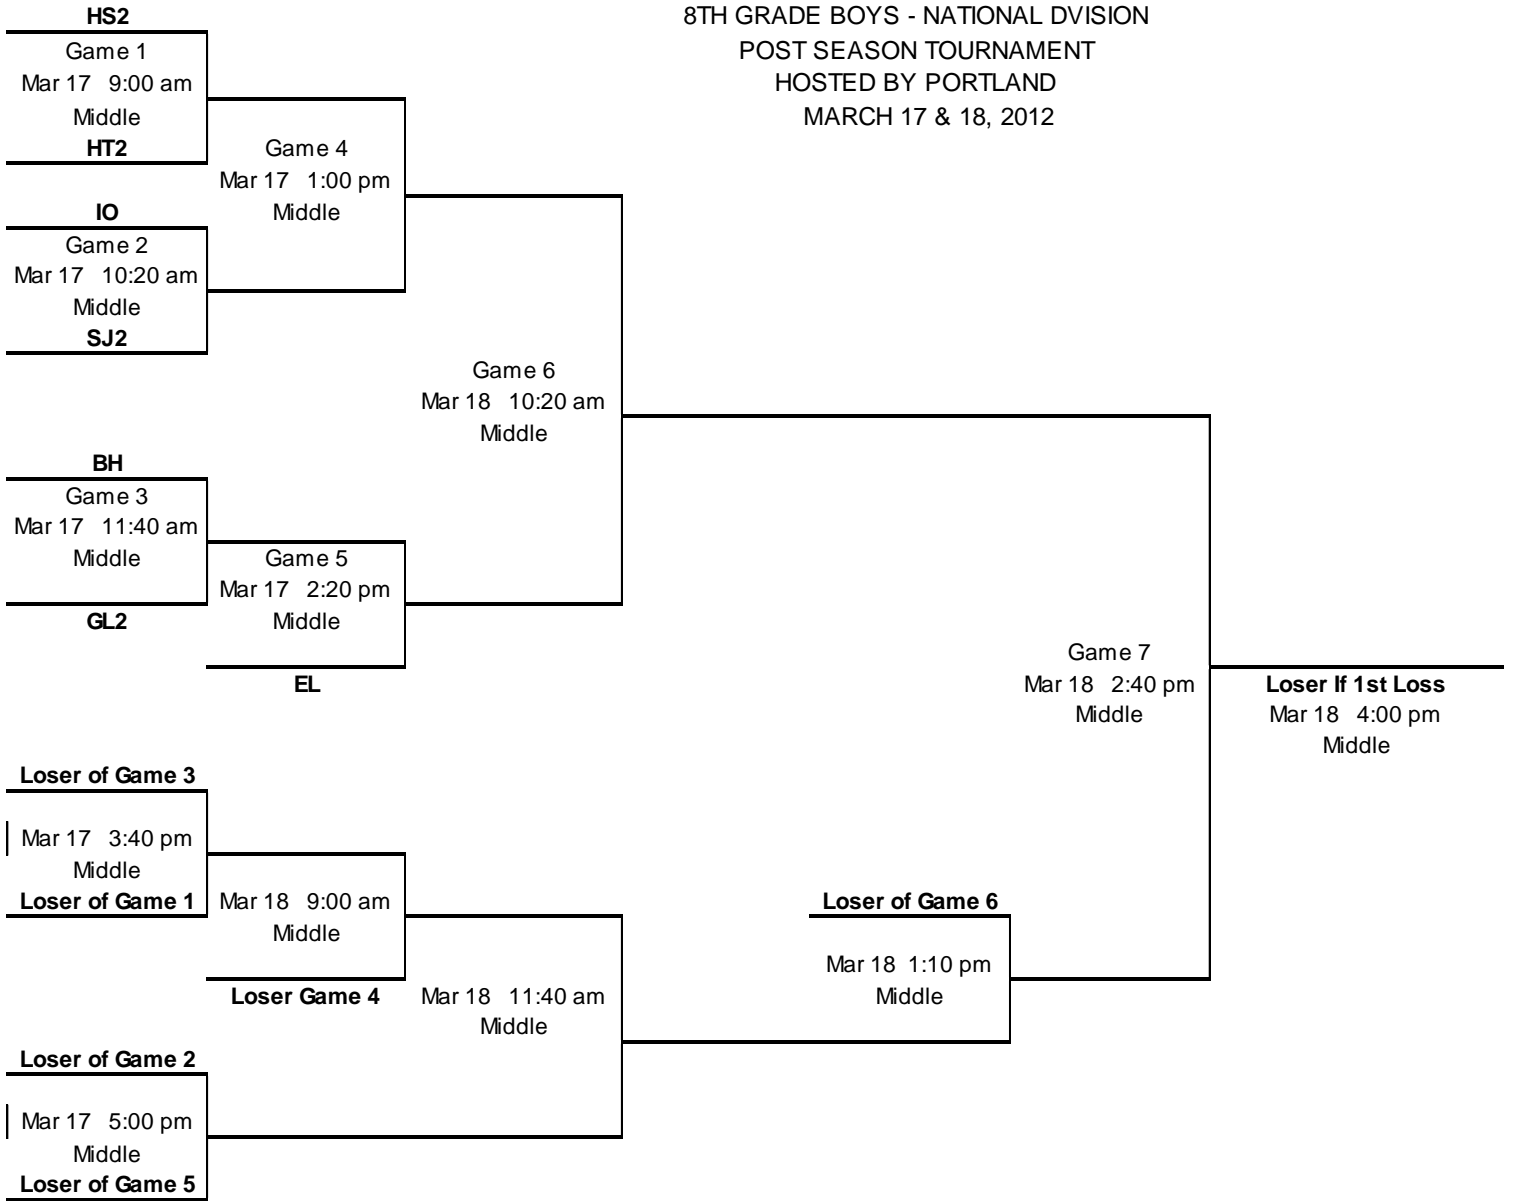 8TH GRADE BOYS - NATIONAL DVISION
POST SEASON TOURNAMENT
HOSTED BY PORTLAND
MARCH 17 & 18, 2012
HS2
Game 1
Mar 17 9:00 am
Middle
HT2
Game 4
Mar 17 1:00 pm
Middle
IO
Game 2
Mar 17 10:20 am
Middle
SJ2
Game 6
Mar 18 10:20 am
Middle
BH
Game 3
Mar 17 11:40 am
Middle
GL2
Game 5
Mar 17 2:20 pm
Middle
EL
Game 7
Mar 18 2:40 pm
Middle
Loser If 1st Loss
Mar 18 4:00 pm
Middle
Loser of Game 3
Mar 17 3:40 pm
Middle
Loser of Game 1
Mar 18 9:00 am
Middle
Loser Game 4
Mar 18 11:40 am
Middle
Loser of Game 6
Mar 18 1:10 pm
Middle
Loser of Game 2
Mar 17 5:00 pm
Middle
Loser of Game 5